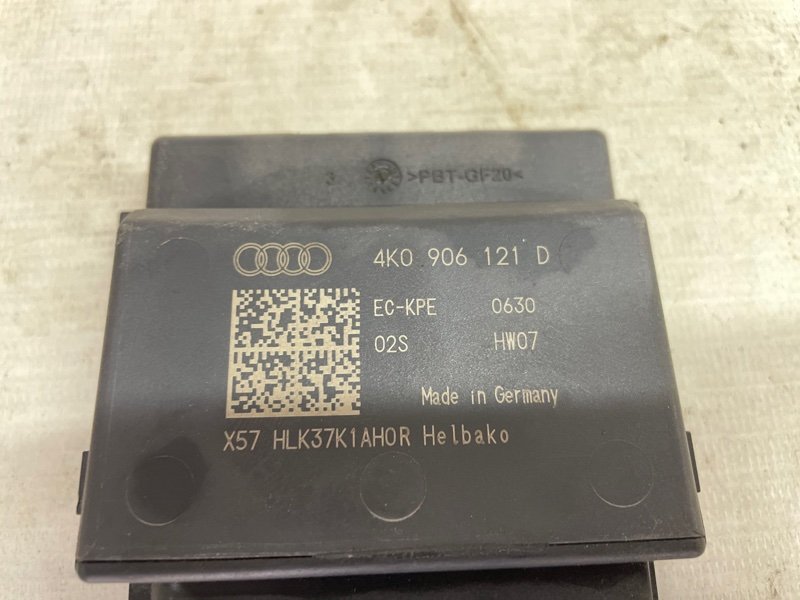 3 >PBT-GF20<
4K0 906 121 D
EC-KPE 0630
02S HW07
Made in Germany
X57 HLK37K1AH0R Helbako